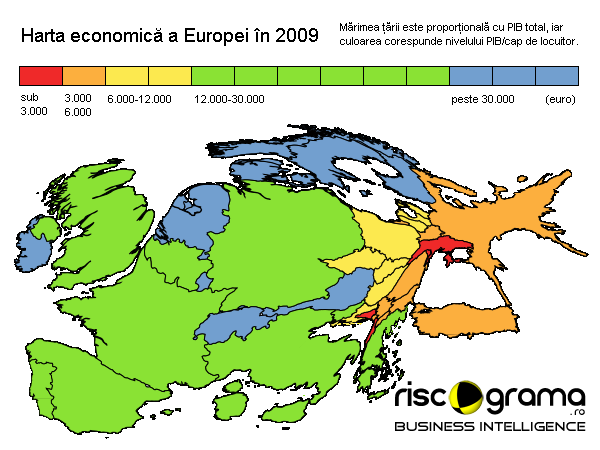 Harta economică a Europei în 2009
Mărimea țării este proporțională cu PIB total, iar
culoarea corespunde nivelului PIB/cap de locuitor.
sub
3.000
3.000
6.000
6.000-12.000
12.000-30.000
peste 30.000
(euro)
riscograma
.ro
BUSINESS INTELLIGENCE